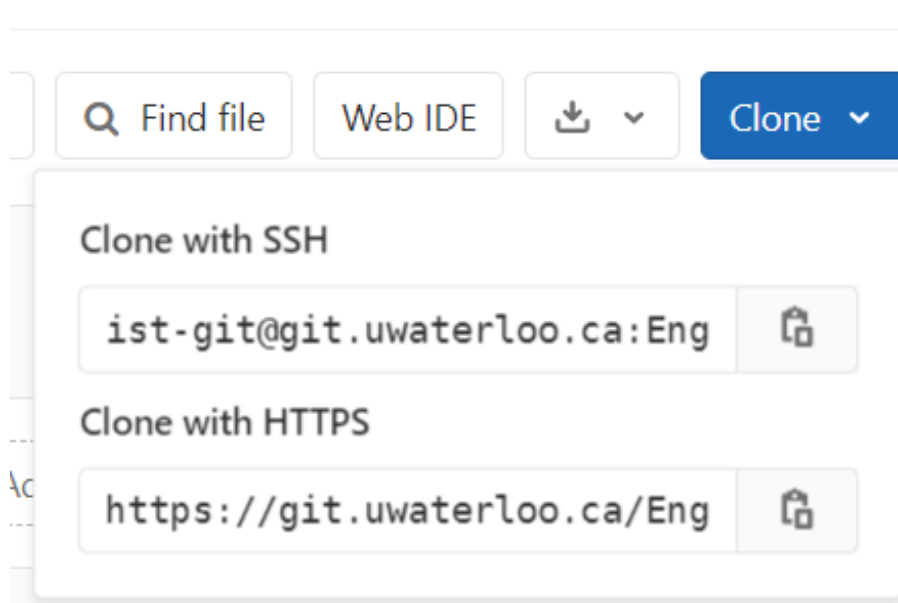 Find file Web IDE Clone
Clone with SSH
ist-git@git.uwaterloo.ca:Eng
Clone with HTTPS
https://git.uwaterloo.ca/Eng